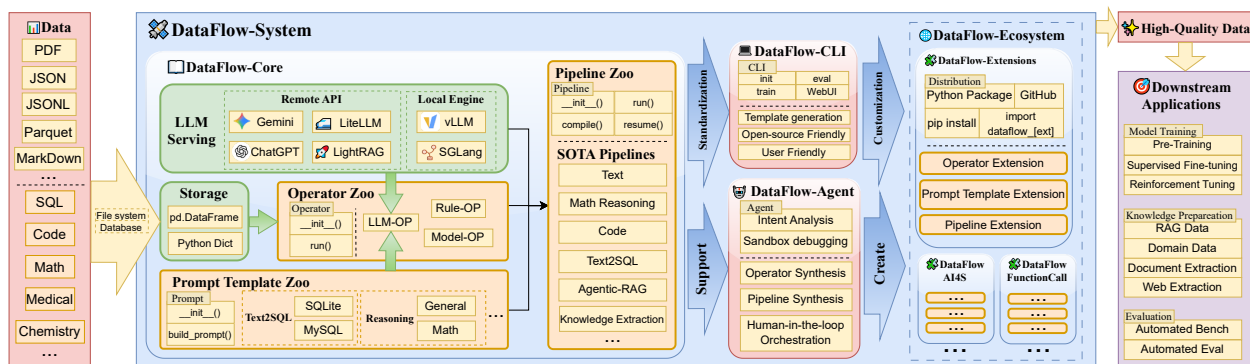 Data
PDF
JSON
JSONL
Parquet
MarkDown
...
SQL
Code
Math
Medical
Chemistry
...
File system
Database
DataFlow-System
DataFlow-Core
LLM
Serving
Remote API
Gemini
LiteLLM
ChatGPT
LightRAG
Local Engine
vLLM
SGLang
Storage
pd.DataFrame
Python Dict
Operator Zoo
Operator
__init__()
run()
LLM-OP
Rule-OP
Model-OP
Prompt Template Zoo
Prompt
__init__()
build_prompt()
Text2SQL
SQLite
MySQL
Reasoning
General
Math
...
Pipeline Zoo
Pipeline
__init__()
run()
compile()
resume()
SOTA Pipelines
Text
Math Reasoning
Code
Text2SQL
Agentic-RAG
Knowledge Extraction
...
Standardization
Support
DataFlow-CLI
CLI
init
eval
train
WebUI
Template generation
Open-source Friendly
User Friendly
DataFlow-Agent
Agent
Intent Analysis
Sandbox debugging
Operator Synthesis
Pipeline Synthesis
Human-in-the-loop
Orchestration
Customization
Create
DataFlow-Ecosystem
DataFlow-Extensions
Distribution
Python Package
GitHub
pip install
import
dataflow_[ext]
Operator Extension
Prompt Template Extension
Pipeline Extension
DataFlow
AI4S
...
...
...
DataFlow
FunctionCall
...
...
...
High-Quality Data
Downstream
Applications
Model Training
Pre-Training
Supervised Fine-tuning
Reinforcement Tuning
Knowledge Prepareation
RAG Data
Domain Data
Document Extraction
Web Extraction
Evaluation
Automated Bench
Automated Eval